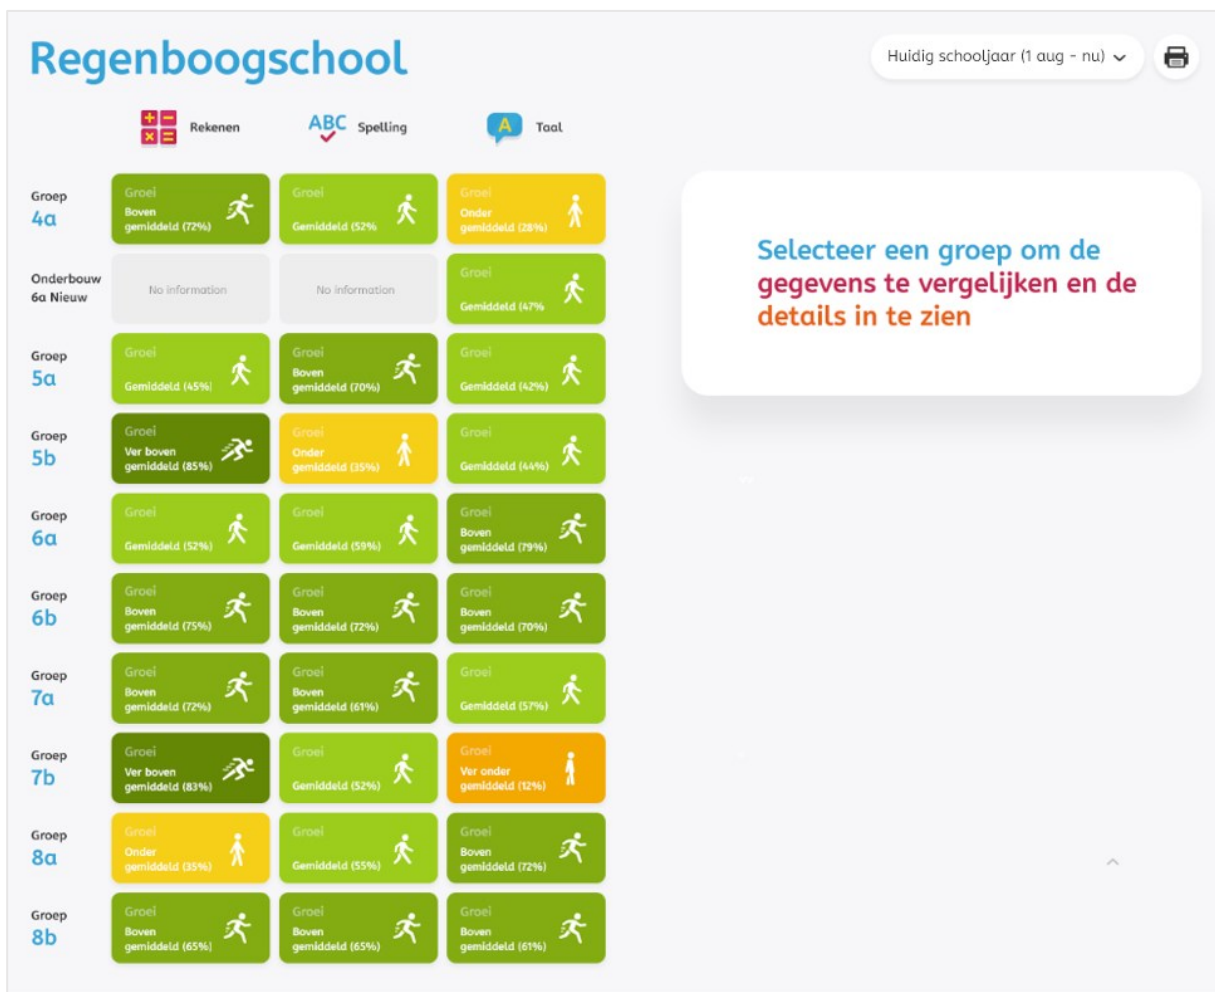 Regenboogschool
Huidig schooljaar (1 aug - nu)
Rekenen
ABC Spelling
A Taal
Groep
4a
Groei
Boven
gemiddeld (72%)
Groei
Gemiddeld (52%
Groei
Onder
gemiddeld (28%)
Onderbouw
6a Nieuw
No information
No information
Groei
Gemiddeld (47%
Groep
5a
Groei
Gemiddeld (45%)
Groei
Boven
gemiddeld (70%)
Groei
Gemiddeld (42%)
Groep
5b
Groei
Ver boven
gemiddeld (85%)
Groei
Onder
gemiddeld (35%)
Groei
Gemiddeld (44%)
Groep
6a
Groei
Gemiddeld (52%)
Groei
Gemiddeld (59%)
Groei
Boven
gemiddeld (79%)
Groep
6b
Groei
Boven
gemiddeld (75%)
Groei
Boven
gemiddeld (72%)
Groei
Boven
gemiddeld (70%)
Groep
7a
Groei
Boven
gemiddeld (72%)
Groei
Boven
gemiddeld (61%)
Groei
Gemiddeld (57%)
Groep
7b
Groei
Ver boven
gemiddeld (83%)
Groei
Gemiddeld (52%)
Groei
Ver onder
gemiddeld (12%)
Groep
8a
Groei
Onder
gemiddeld (35%)
Groei
Gemiddeld (55%)
Groei
Boven
gemiddeld (72%)
Groep
8b
Groei
Boven
gemiddeld (65%)
Groei
Boven
gemiddeld (65%)
Groei
Boven
gemiddeld (61%)
Selecteer een groep om de
gegevens te vergelijken en de
details in te zien